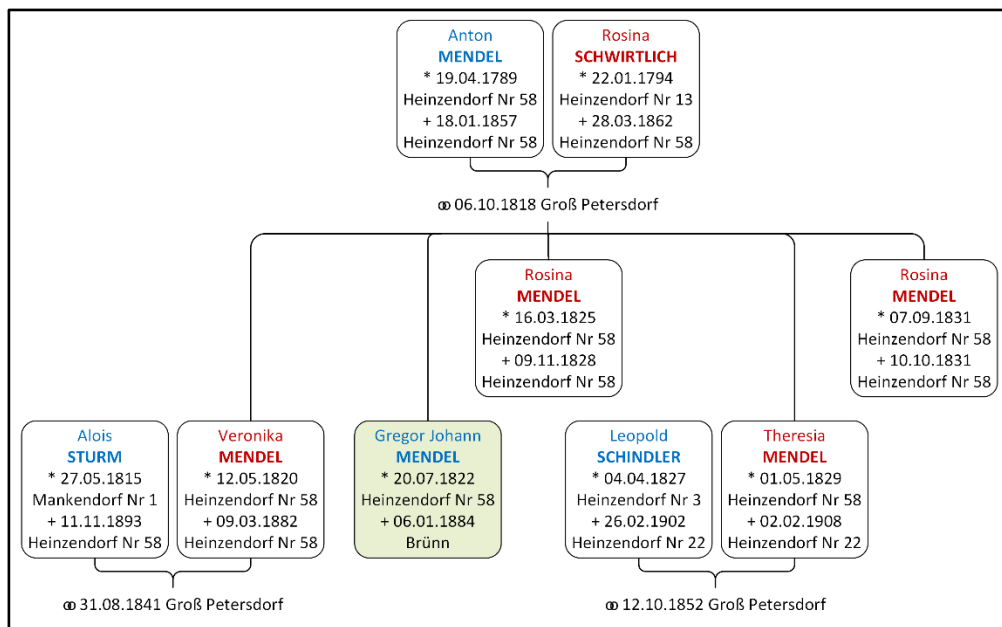 Anton
MENDEL
* 19.04.1789
Heinzendorf Nr 58
+ 18.01.1857
Heinzendorf Nr 58
Rosina
SCHWIRTLICH
* 22.01.1794
Heinzendorf Nr 13
+ 28.03.1862
Heinzendorf Nr 58
⚭ 06.10.1818 Groß Petersdorf
Rosina
MENDEL
* 16.03.1825
Heinzendorf Nr 58
+ 09.11.1828
Heinzendorf Nr 58
Rosina
MENDEL
* 07.09.1831
Heinzendorf Nr 58
+ 10.10.1831
Heinzendorf Nr 58
Alois
STURM
* 27.05.1815
Mankendorf Nr 1
+ 11.11.1893
Heinzendorf Nr 58
Veronika
MENDEL
* 12.05.1820
Heinzendorf Nr 58
+ 09.03.1882
Heinzendorf Nr 58
Gregor Johann
MENDEL
* 20.07.1822
Heinzendorf Nr 58
+ 06.01.1884
Brünn
Leopold
SCHINDLER
* 04.04.1827
Heinzendorf Nr 3
+ 26.02.1902
Heinzendorf Nr 22
Theresia
MENDEL
* 01.05.1829
Heinzendorf Nr 58
+ 02.02.1908
Heinzendorf Nr 22
⚭ 31.08.1841 Groß Petersdorf
⚭ 12.10.1852 Groß Petersdorf